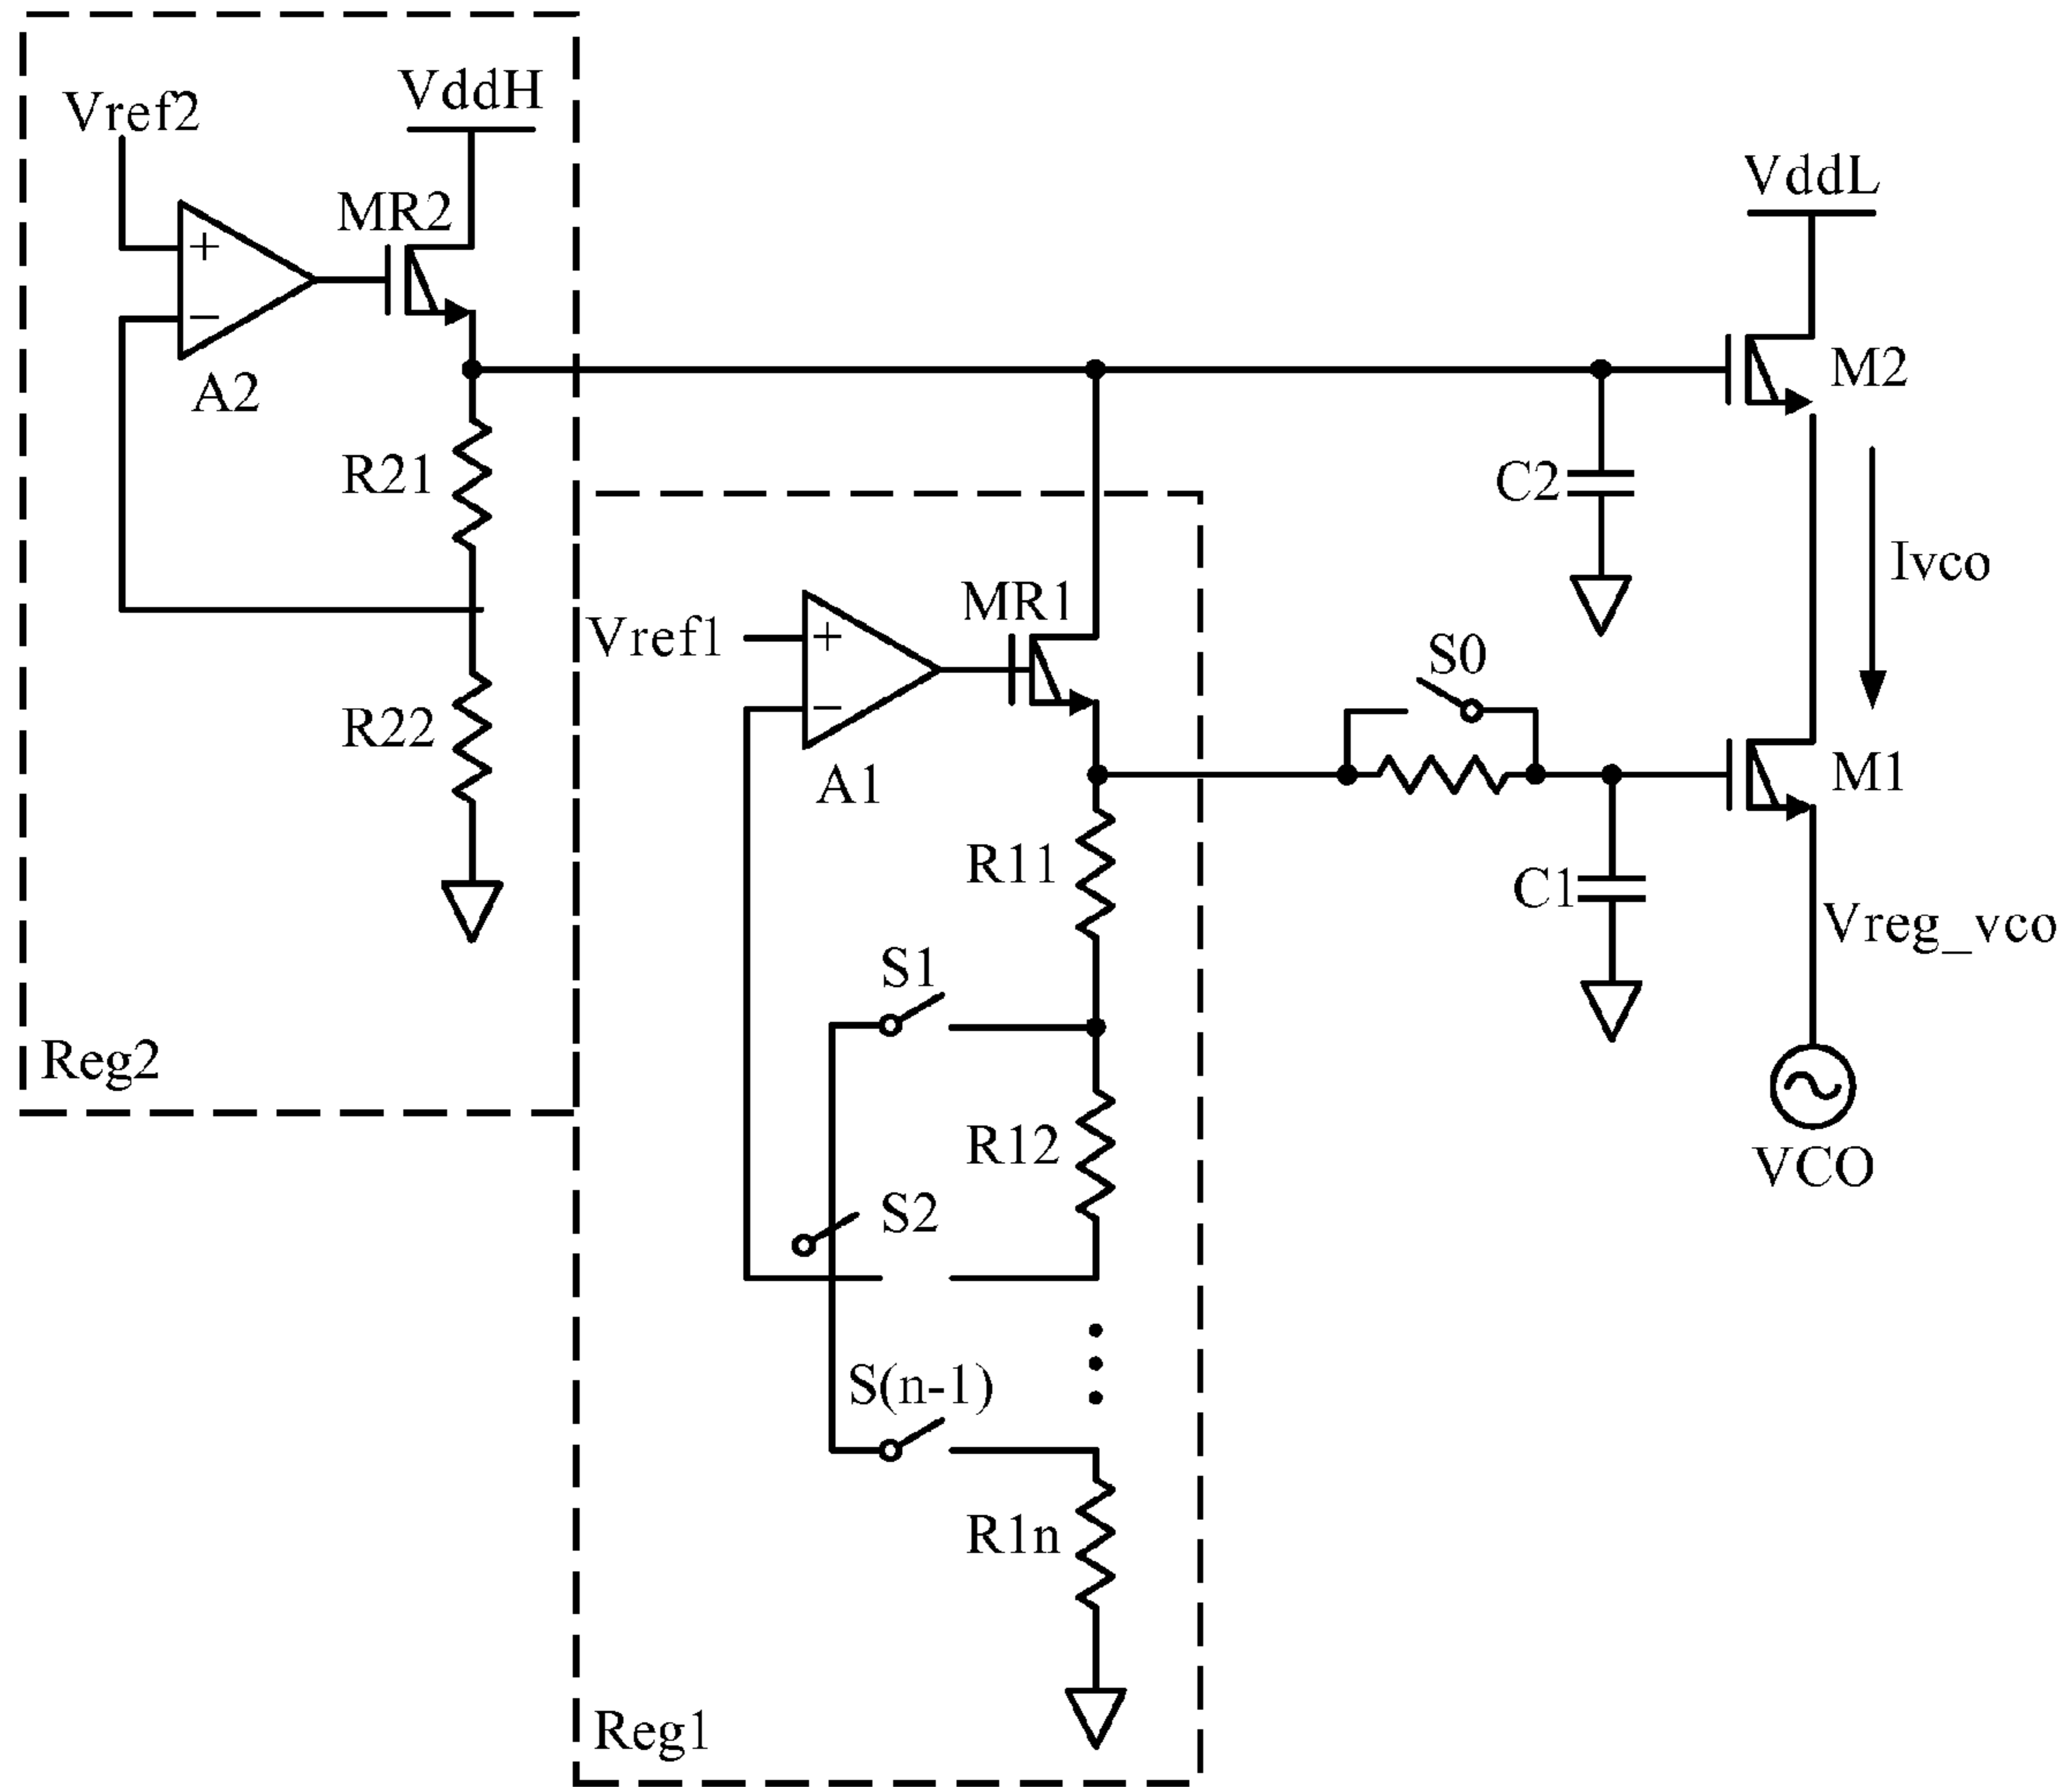 VddH
Vref2
VddL
MR2
+
−
A2
M2
R21
C2
Ivco
MR1
Vref1
+
−
S0
R22
A1
M1
R11
C1
Vreg_vco
S1
Reg2
R12
VCO
S2
S(n-1)
R1n
Reg1